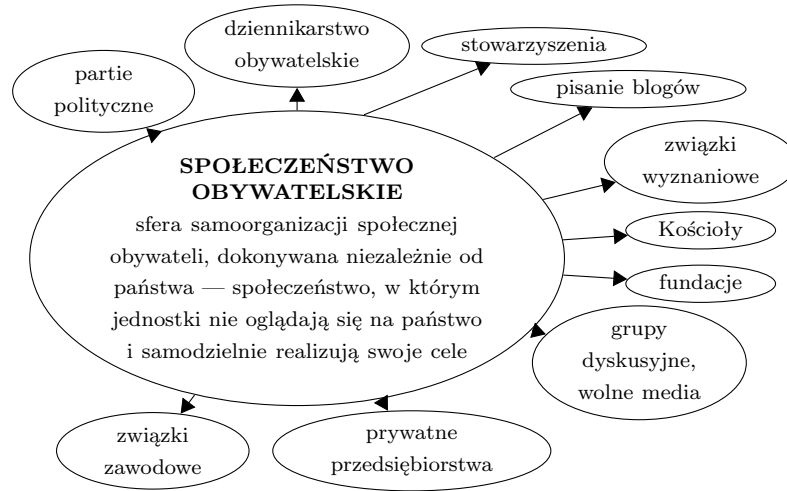 dziennikarstwo
obywatelskie
stowarzyszenia
partie
polityczne
pisanie blogów
SPOŁECZEŃSTWO
OBYWATELSKIE
sfera samoorganizacji społecznej
obywateli, dokonywana niezależnie od
państwa — społeczeństwo, w którym
jednostki nie oglądają się na państwo
i samodzielnie realizują swoje cele
związki
wyznaniowe
Kościoły
fundacje
grupy
dyskusyjne,
wolne media
związki
zawodowe
prywatne
przedsiębiorstwa